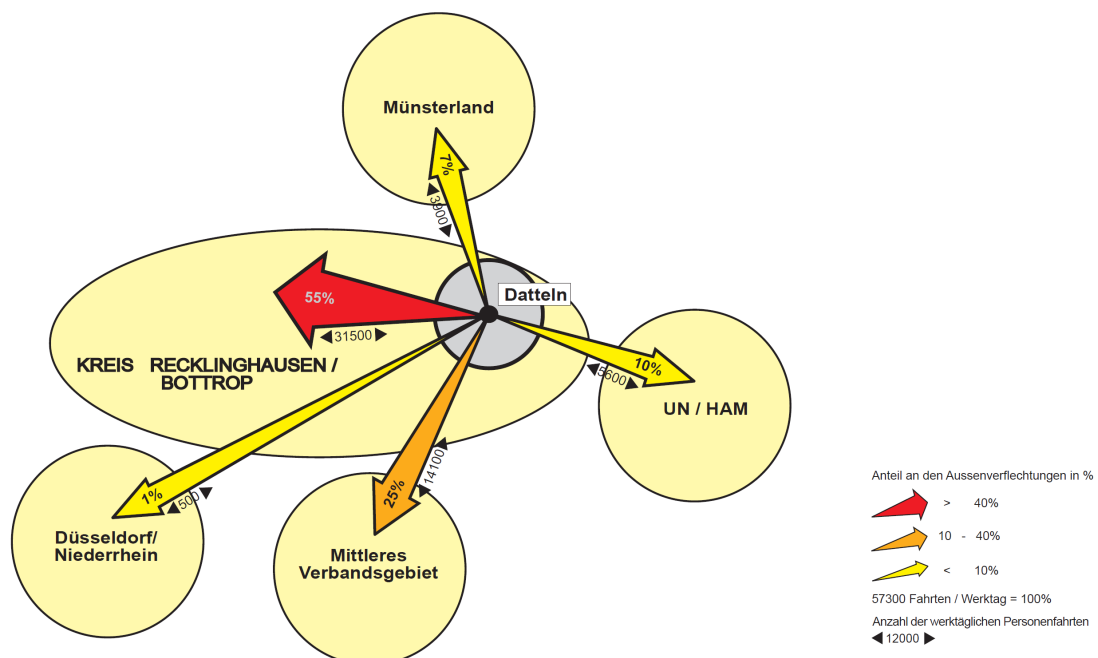 Münsterland
7%
◀3900▶
Datteln
55%
◀31500▶
KREIS RECKLINGHAUSEN /
BOTTROP
10%
◀5600▶
UN / HAM
1%
◀500▶
Düsseldorf/
Niederrhein
25%
◀14100▶
Mittleres
Verbandsgebiet
Anteil an den Aussenverflechtungen in %
> 40%
10 - 40%
< 10%
57300 Fahrten / Werktag = 100%
Anzahl der werktäglichen Personenfahrten
◀12000▶